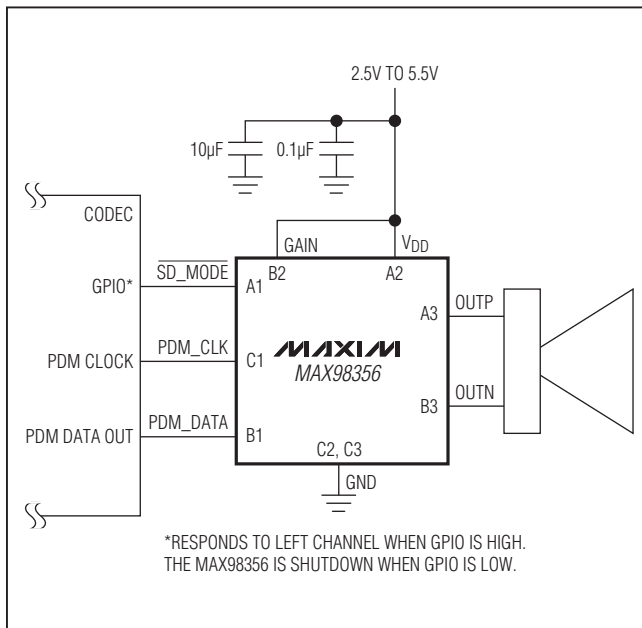 2.5V TO 5.5V
10µF 0.1µF
CODEC
GAIN VDD
SD_MODE B2 A2
GPIO* A1
A3 OUTP
PDM CLOCK PDM_CLK C1
MAXIM
MAX98356
B3 OUTN
PDM DATA OUT PDM_DATA B1
C2, C3
GND
*RESPONDS TO LEFT CHANNEL WHEN GPIO IS HIGH.
THE MAX98356 IS SHUTDOWN WHEN GPIO IS LOW.